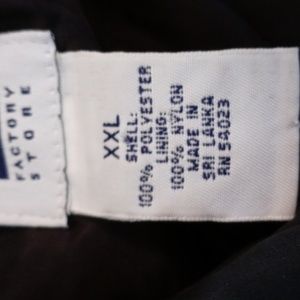 FACTORY
STORE
XXL
SHELL:
100% POLYESTER
LINING:
100% NYLON
MADE IN
SRI LANKA
RN 54023